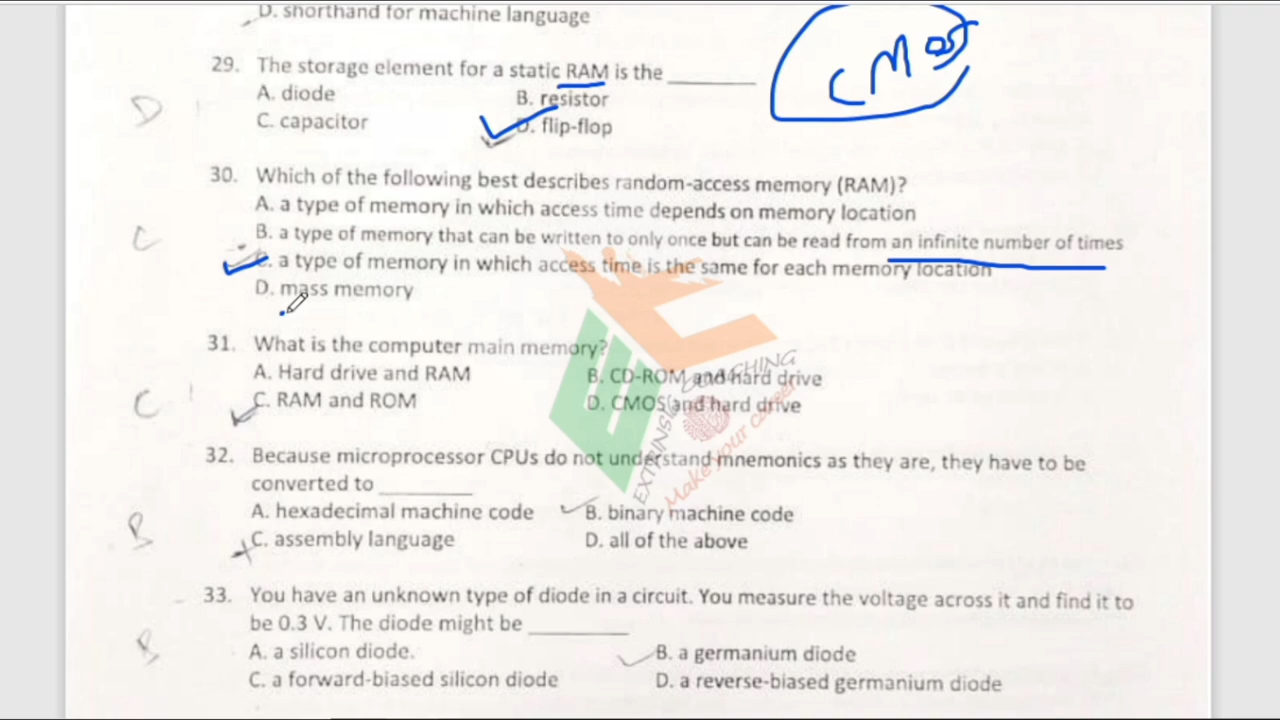 D. shorthand for machine language
CMOS
29. The storage element for a static RAM is the ________
A. diode B. resistor
D
C. capacitor D. flip-flop
30. Which of the following best describes random-access memory (RAM)?
A. a type of memory in which access time depends on memory location
C
B. a type of memory that can be written to only once but can be read from an infinite number of times
C. a type of memory in which access time is the same for each memory location
D. mass memory
31. What is the computer main memory?
A. Hard drive and RAM B. CD-ROM and hard drive
C
C. RAM and ROM D. CMOS and hard drive
EXTRINSIC COACHING
Make your career
32. Because microprocessor CPUs do not understand mnemonics as they are, they have to be
converted to ________
A. hexadecimal machine code B. binary machine code
B
C. assembly language D. all of the above
33. You have an unknown type of diode in a circuit. You measure the voltage across it and find it to
be 0.3 V. The diode might be ________
B
A. a silicon diode. B. a germanium diode
C. a forward-biased silicon diode D. a reverse-biased germanium diode